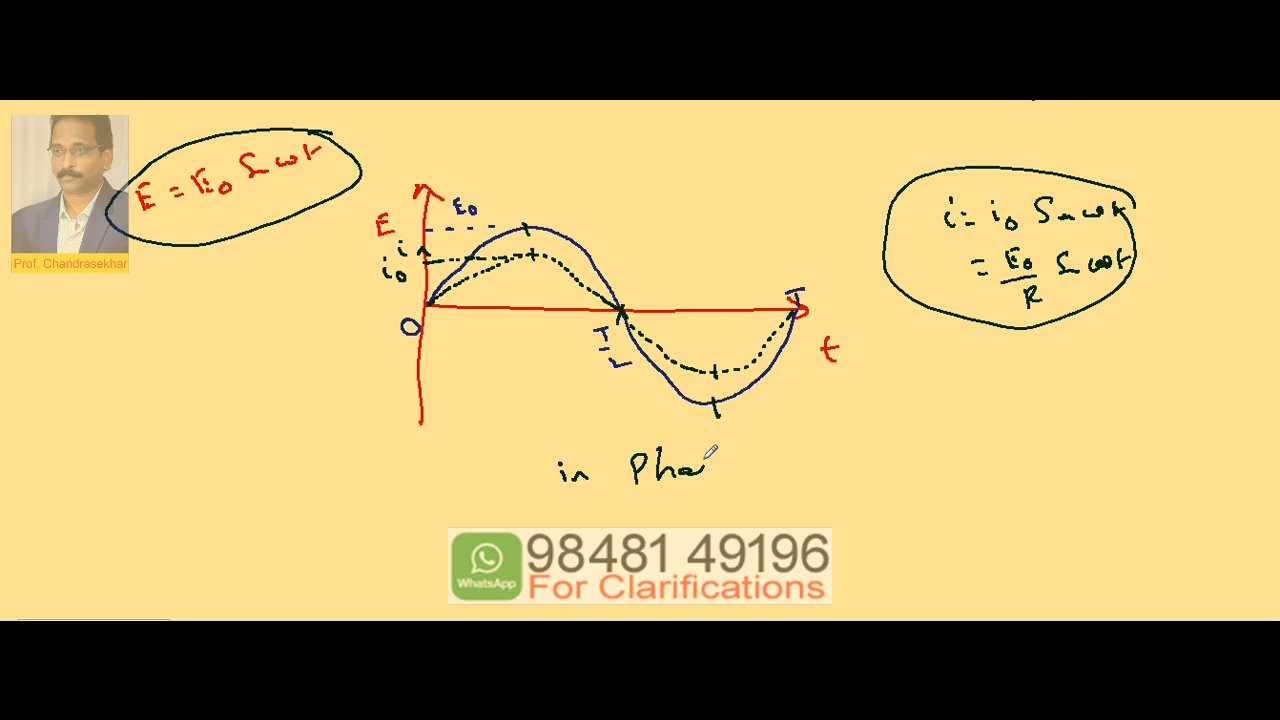 E = E₀ Sin ωt
Prof. Chandrasekhar
E
E₀
i
i₀
O
T
T/2
t
i = i₀ Sin ωt
= E₀/R Sin ωt
in Pha
WhatsApp
98481 49196
For Clarifications